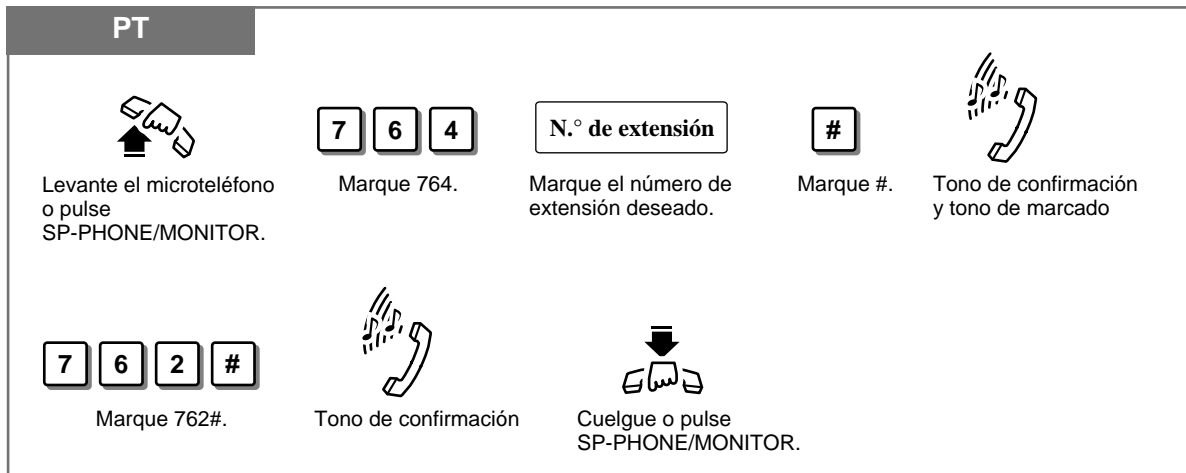 PT
7 6 4
N.° de extensión
#
Levante el microteléfono
o pulse
SP-PHONE/MONITOR.
Marque 764.
Marque el número de
extensión deseado.
Marque #.
Tono de confirmación
y tono de marcado
7 6 2 #
Marque 762#.
Tono de confirmación
Cuelgue o pulse
SP-PHONE/MONITOR.